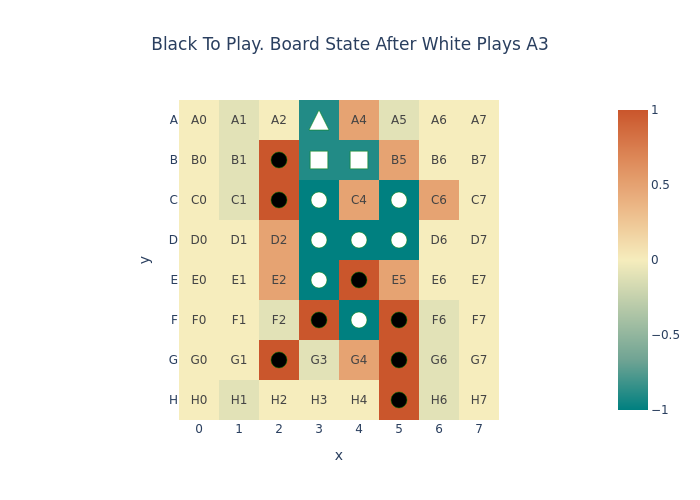 Black To Play. Board State After White Plays A3
A A0 A1 A2 A4 A5 A6 A7
B B0 B1 B5 B6 B7
C C0 C1 C4 C6 C7
D D0 D1 D2 D6 D7
E E0 E1 E2 E5 E6 E7
F F0 F1 F2 F6 F7
G G0 G1 G3 G4 G6 G7
H H0 H1 H2 H3 H4 H6 H7
0 1 2 3 4 5 6 7
x
y
1
0.5
0
−0.5
−1